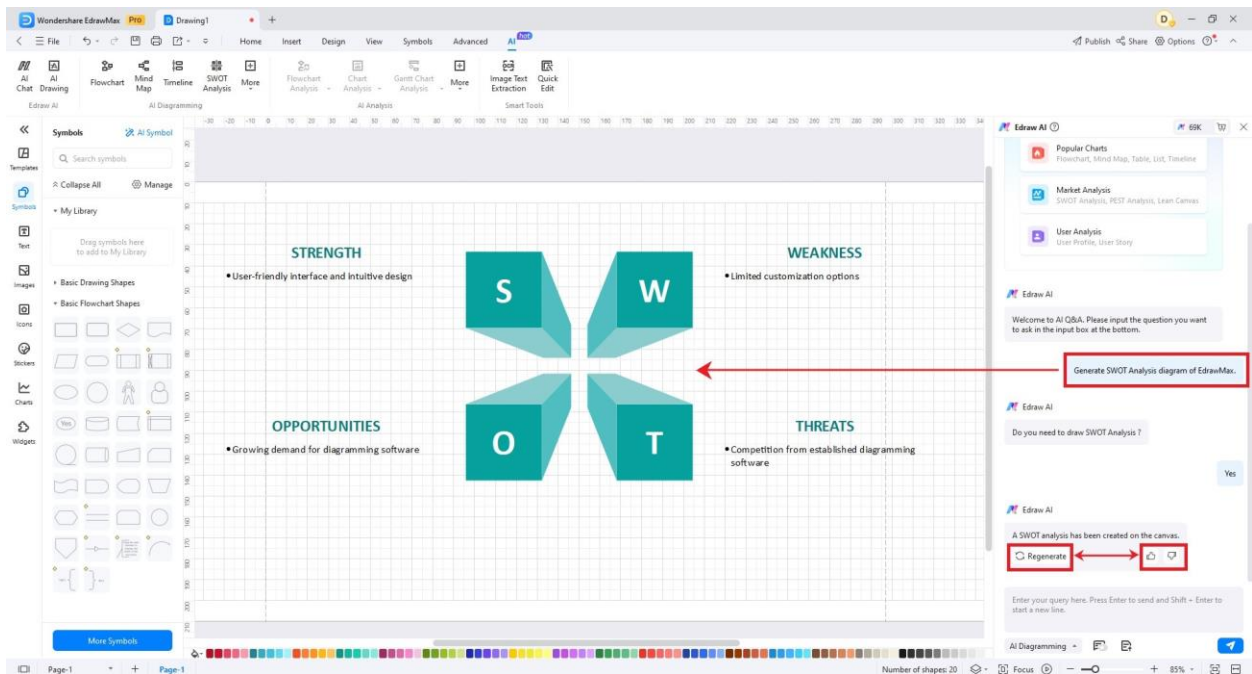 Wondershare EdrawMax Pro Drawing1
File Home Insert Design View Symbols Advanced AI hot Publish Share Options
AI Chat
AI Drawing
Flowchart
Mind Map
Timeline
SWOT Analysis
More
Flowchart Analysis
Chart Analysis
Gantt Chart Analysis
More
Image Text Extraction
Quick Edit
Edraw AI AI Diagramming AI Analysis Smart Tools
Templates
Symbols
Text
Images
Icons
Stickers
Charts
Widgets
Symbols AI Symbol
Search symbols
Collapse All Manage
My Library
Drag symbols here
to add to My Library
Basic Drawing Shapes
Basic Flowchart Shapes
Yes
More Symbols
STRENGTH
•User-friendly interface and intuitive design
S
W
WEAKNESS
•Limited customization options
OPPORTUNITIES
•Growing demand for diagramming software
O
T
THREATS
•Competition from established diagramming
software
Edraw AI 69K
Popular Charts
Flowchart, Mind Map, Table, List, Timeline
Market Analysis
SWOT Analysis, PEST Analysis, Lean Canvas
User Analysis
User Profile, User Story
Edraw AI
Welcome to AI Q&A. Please input the question you want
to ask in the input box at the bottom.
Generate SWOT Analysis diagram of EdrawMax.
Edraw AI
Do you need to draw SWOT Analysis ?
Yes
Edraw AI
A SWOT analysis has been created on the canvas.
Regenerate
Enter your query here. Press Enter to send and Shift + Enter to
start a new line.
AI Diagramming
Page-1 Page-1 Number of shapes: 20 Focus 85%